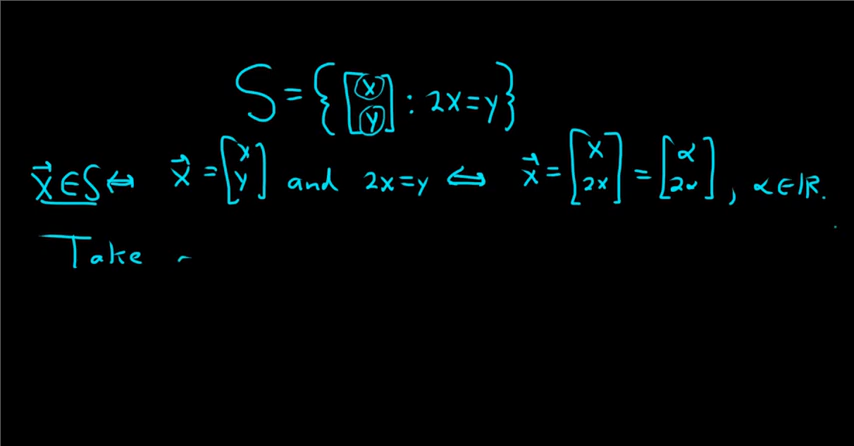 S = { [x y] : 2x = y }
x⃗ ∈ S ⇔ x⃗ = [x y] and 2x = y ⇔ x⃗ = [x 2x] = [α 2α], α ∈ ℝ.
Take